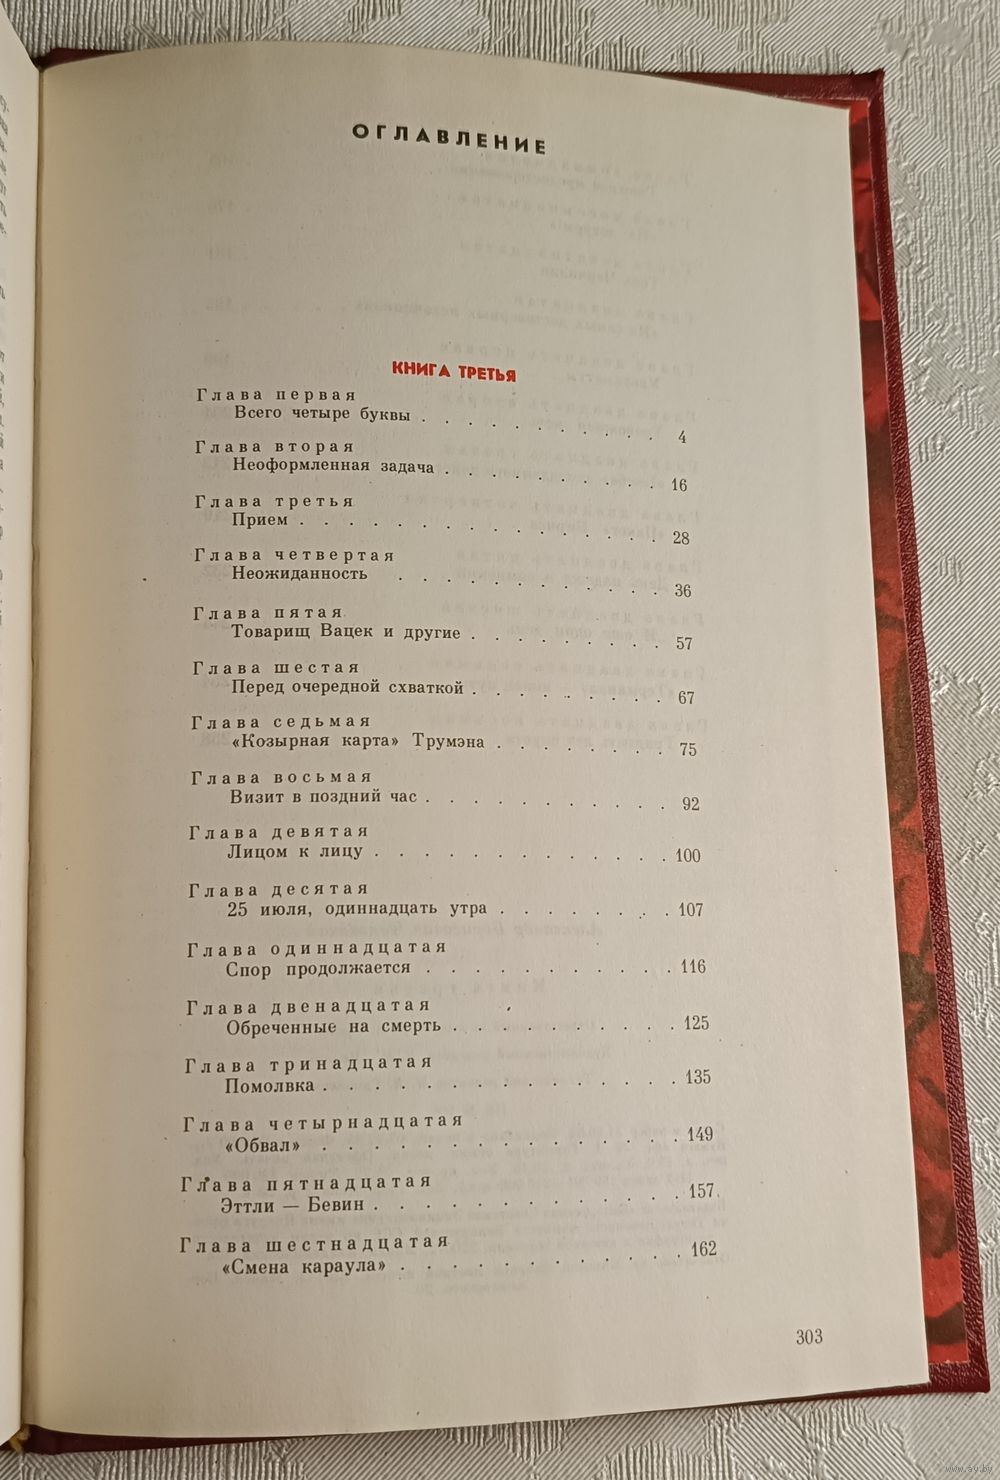 ОГЛАВЛЕНИЕ
КНИГА ТРЕТЬЯ
Глава первая
Всего четыре буквы . . . . . . . . . . 4
Глава вторая
Неоформленная задача . . . . . . . . . 16
Глава третья
Прием . . . . . . . . . . . . . . . 28
Глава четвертая
Неожиданность . . . . . . . . . . . 36
Глава пятая
Товарищ Вацек и другие . . . . . . . . 57
Глава шестая
Перед очередной схваткой . . . . . . . . 67
Глава седьмая
«Козырная карта» Трумэна . . . . . . . 75
Глава восьмая
Визит в поздний час . . . . . . . . . . 92
Глава девятая
Лицом к лицу . . . . . . . . . . . . 100
Глава десятая
25 июля, одиннадцать утра . . . . . . . . 107
Глава одиннадцатая
Спор продолжается . . . . . . . . . . 116
Глава двенадцатая
Обреченные на смерть . . . . . . . . . 125
Глава тринадцатая
Помолвка . . . . . . . . . . . . . . 135
Глава четырнадцатая
«Обвал» . . . . . . . . . . . . . . 149
Глава пятнадцатая
Эттли — Бевин . . . . . . . . . . . . 157
Глава шестнадцатая
«Смена караула» . . . . . . . . . . . 162
303
www.ay.by